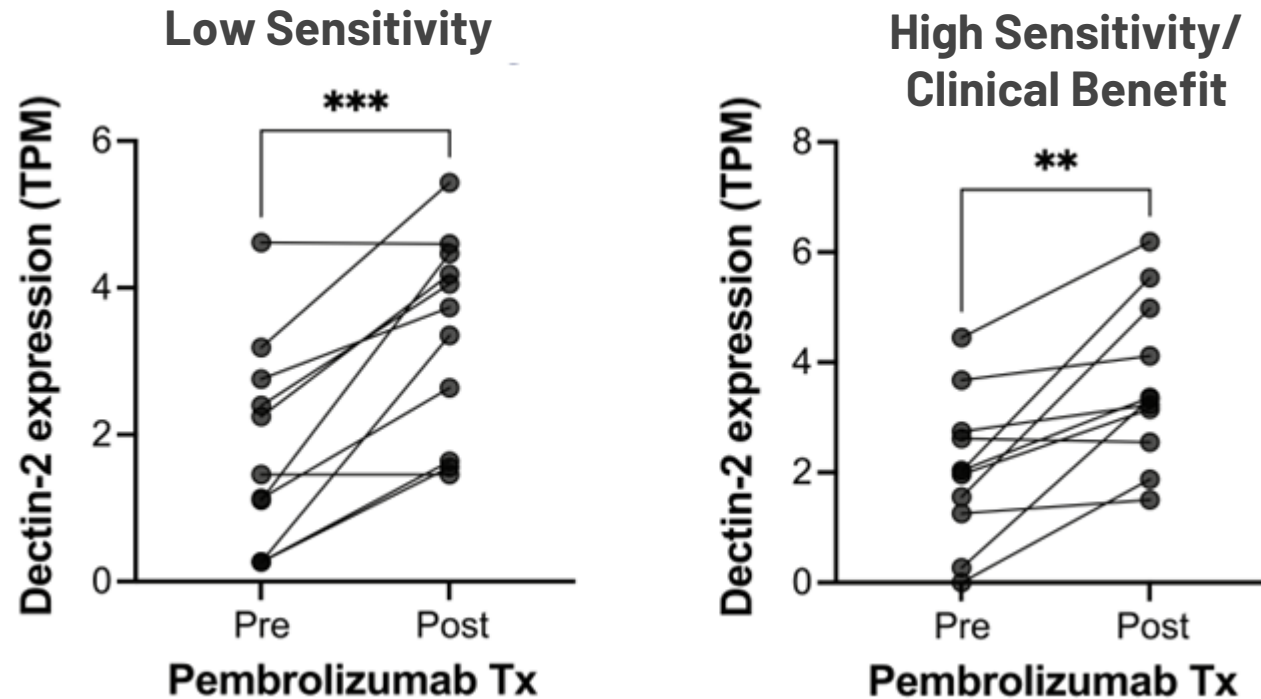 Low Sensitivity
***
Dectin-2 expression (TPM)
6
4
2
0
Pre
Post
Pembrolizumab Tx
High Sensitivity/
Clinical Benefit
**
Dectin-2 expression (TPM)
8
6
4
2
0
Pre
Post
Pembrolizumab Tx